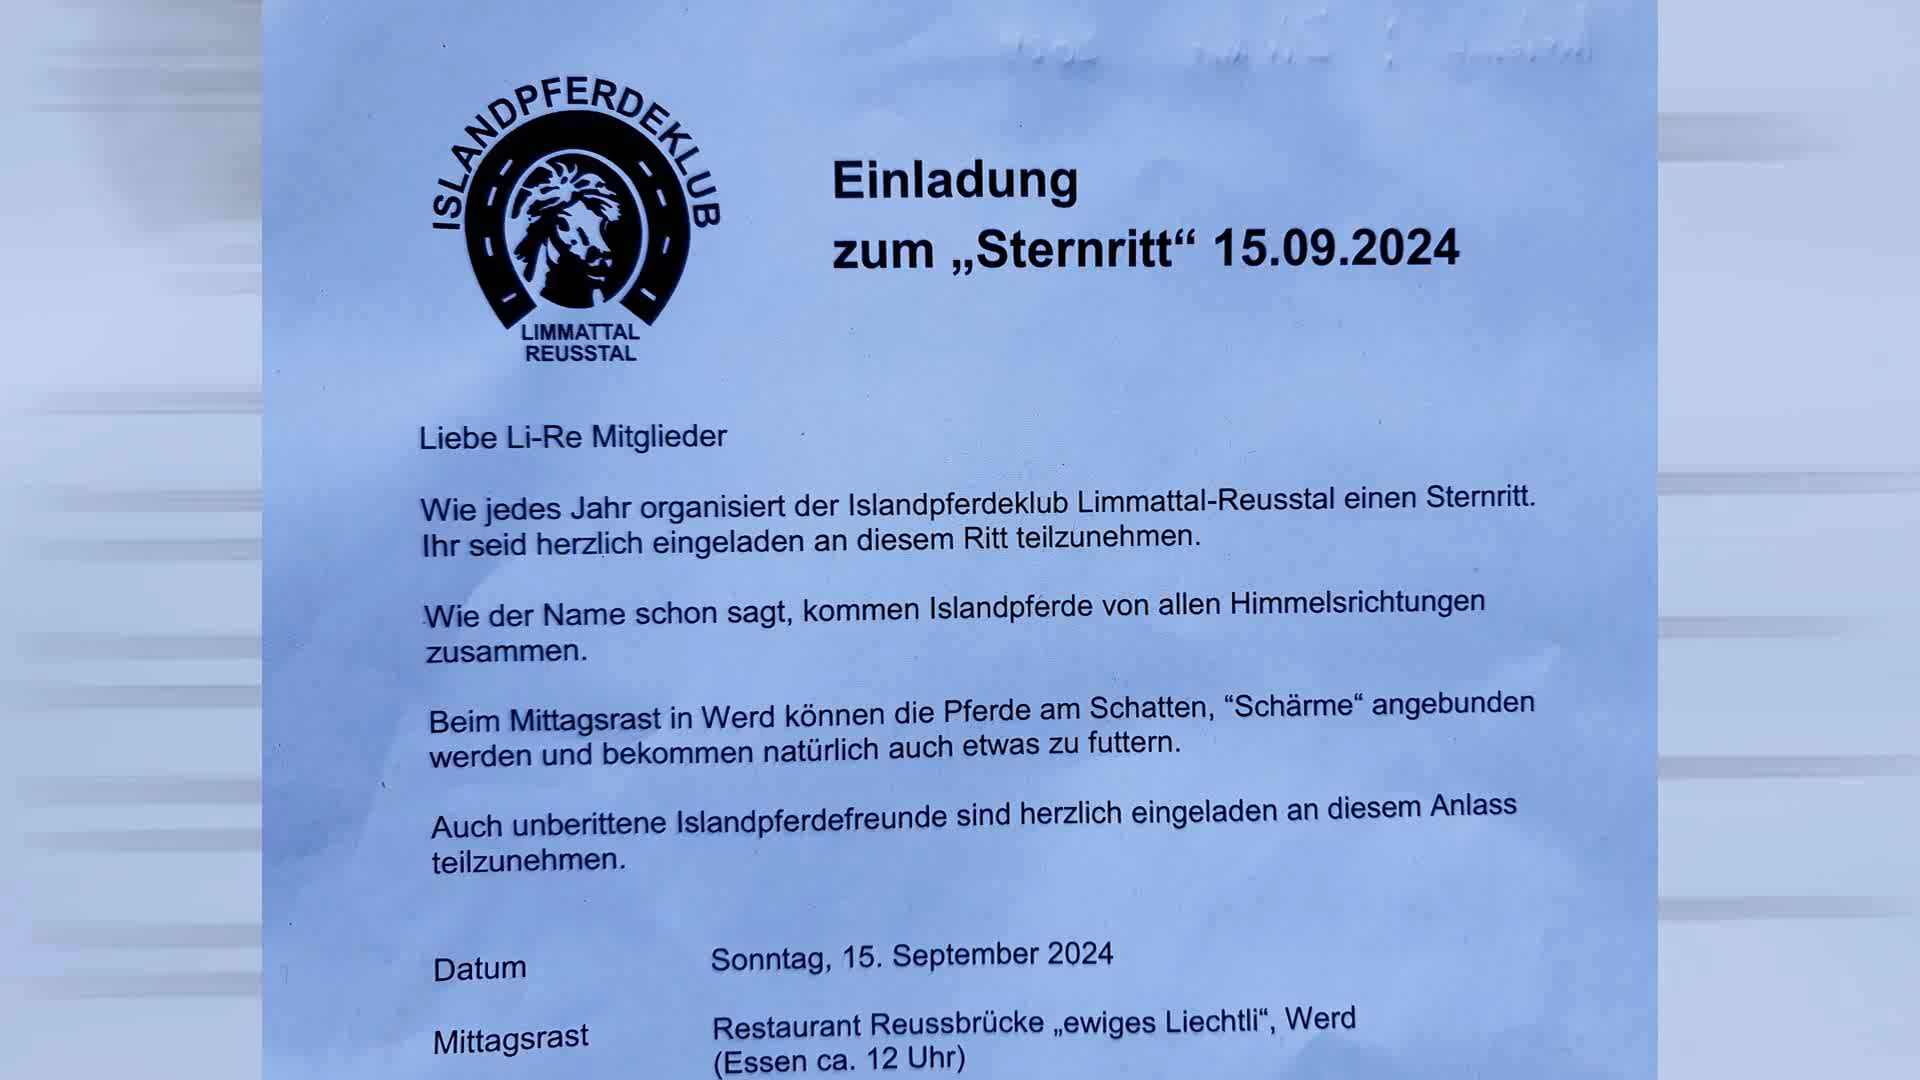 ISLANDPFERDEKLUB
LIMMATTAL
REUSSTAL
Einladung
zum „Sternritt“ 15.09.2024
Liebe Li-Re Mitglieder
Wie jedes Jahr organisiert der Islandpferdeklub Limmattal-Reusstal einen Sternritt.
Ihr seid herzlich eingeladen an diesem Ritt teilzunehmen.
Wie der Name schon sagt, kommen Islandpferde von allen Himmelsrichtungen
zusammen.
Beim Mittagsrast in Werd können die Pferde am Schatten, “Schärme“ angebunden
werden und bekommen natürlich auch etwas zu futtern.
Auch unberittene Islandpferdefreunde sind herzlich eingeladen an diesem Anlass
teilzunehmen.
Datum Sonntag, 15. September 2024
Mittagsrast Restaurant Reussbrücke „ewiges Liechtli“, Werd
(Essen ca. 12 Uhr)